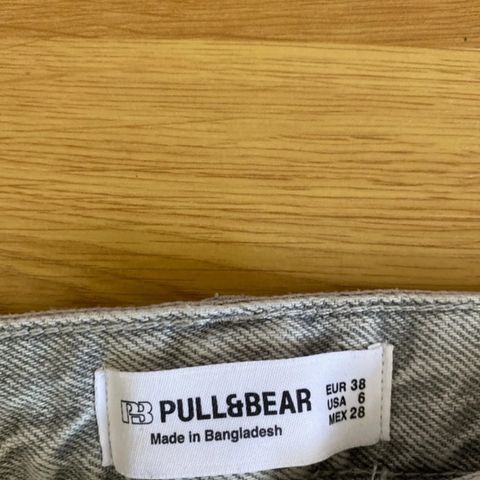 PB PULL&BEAR
Made in Bangladesh
EUR 38
USA 6
MEX 28